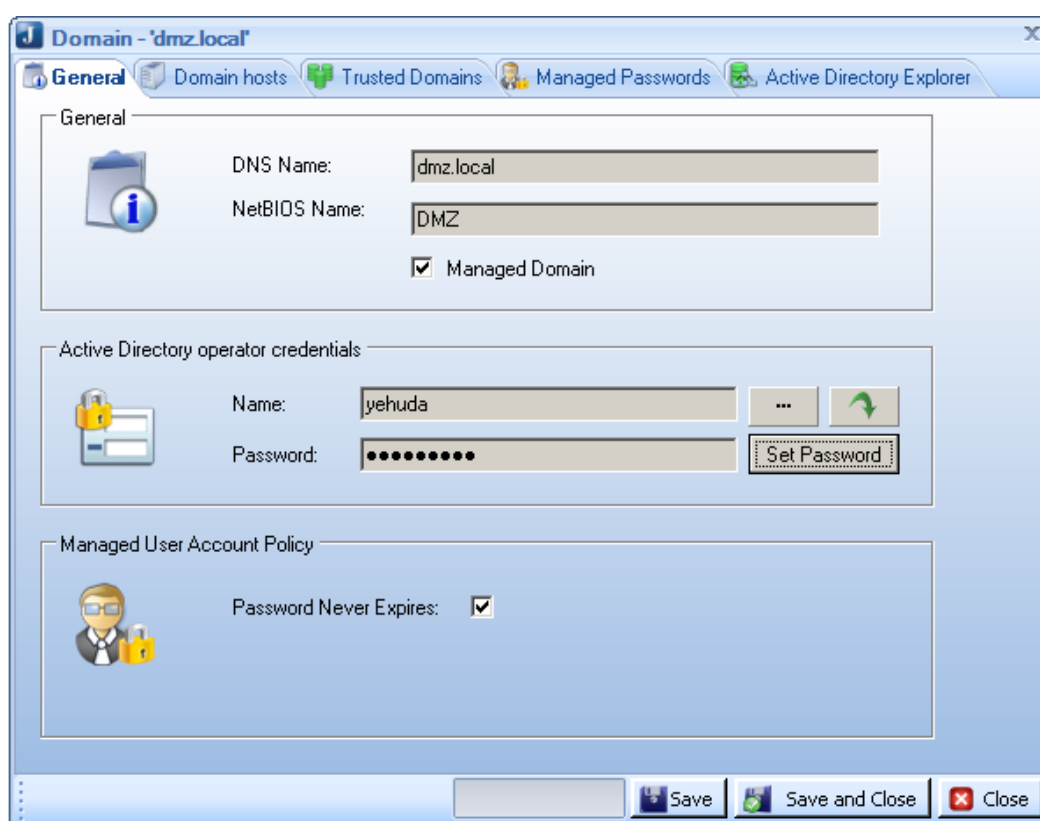 Domain - 'dmz.local'
General Domain hosts Trusted Domains Managed Passwords Active Directory Explorer
General
DNS Name: dmz.local
NetBIOS Name: DMZ
Managed Domain
Active Directory operator credentials
Name: yehuda ...
Password: ●●●●●●●●● Set Password
Managed User Account Policy
Password Never Expires:
Save Save and Close Close